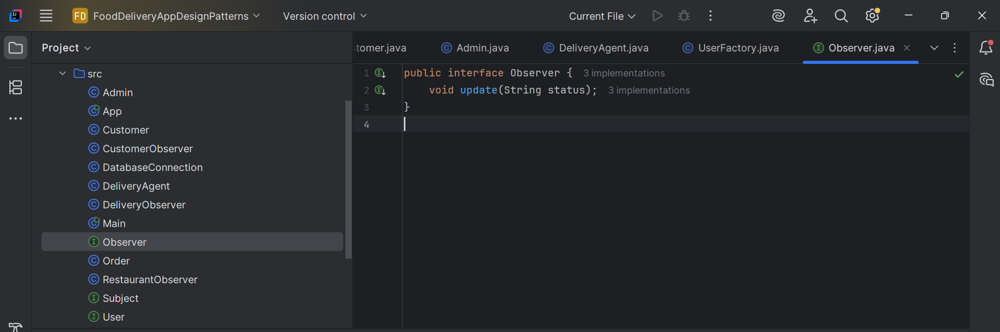 FD FoodDeliveryAppDesignPatterns Version control Current File
Project
tomer.java Admin.java DeliveryAgent.java UserFactory.java Observer.java
src
Admin
App
Customer
CustomerObserver
DatabaseConnection
DeliveryAgent
DeliveryObserver
Main
Observer
Order
RestaurantObserver
Subject
User
1 public interface Observer { 3 implementations
2 void update(String status); 3 implementations
3 }
4